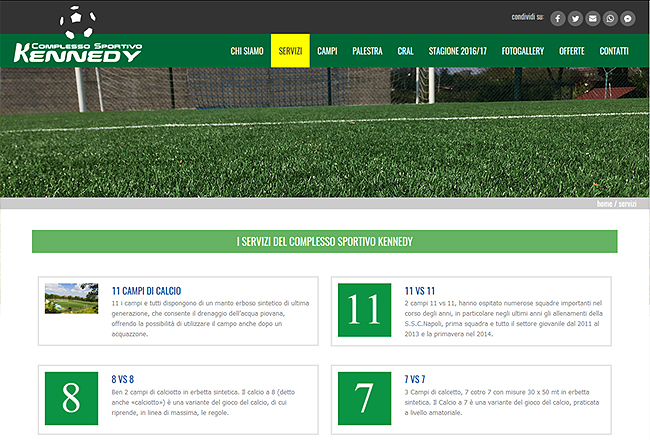 condividi su:
COMPLESSO SPORTIVO
KENNEDY
CHI SIAMO SERVIZI CAMPI PALESTRA CRAL STAGIONE 2016/17 FOTOGALLERY OFFERTE CONTATTI
home / servizi
I SERVIZI DEL COMPLESSO SPORTIVO KENNEDY
11 CAMPI DI CALCIO
11 i campi e tutti dispongono di un manto erboso sintetico di ultima
generazione, che consente il drenaggio dell'acqua piovana,
offrendo la possibilità di utilizzare il campo anche dopo un
acquazzone.
11
11 VS 11
2 campi 11 vs 11, hanno ospitato numerose squadre importanti nel
corso degli anni, in particolare negli ultimi anni gli allenamenti della
S.S.C.Napoli, prima squadra e tutto il settore giovanile dal 2011 al
2013 e la primavera nel 2014.
8
8 VS 8
Ben 2 campi di calciotto in erbetta sintetica. Il calcio a 8 (detto
anche «calciotto») è una variante del gioco del calcio, di cui
riprende, in linea di massima, le regole.
7
7 VS 7
3 Campi di calcetto, 7 cotro 7 con misure 30 x 50 mt in erbetta
sintetica. Il Calcio a 7 è una variante del gioco del calcio, praticata
a livello amatoriale.